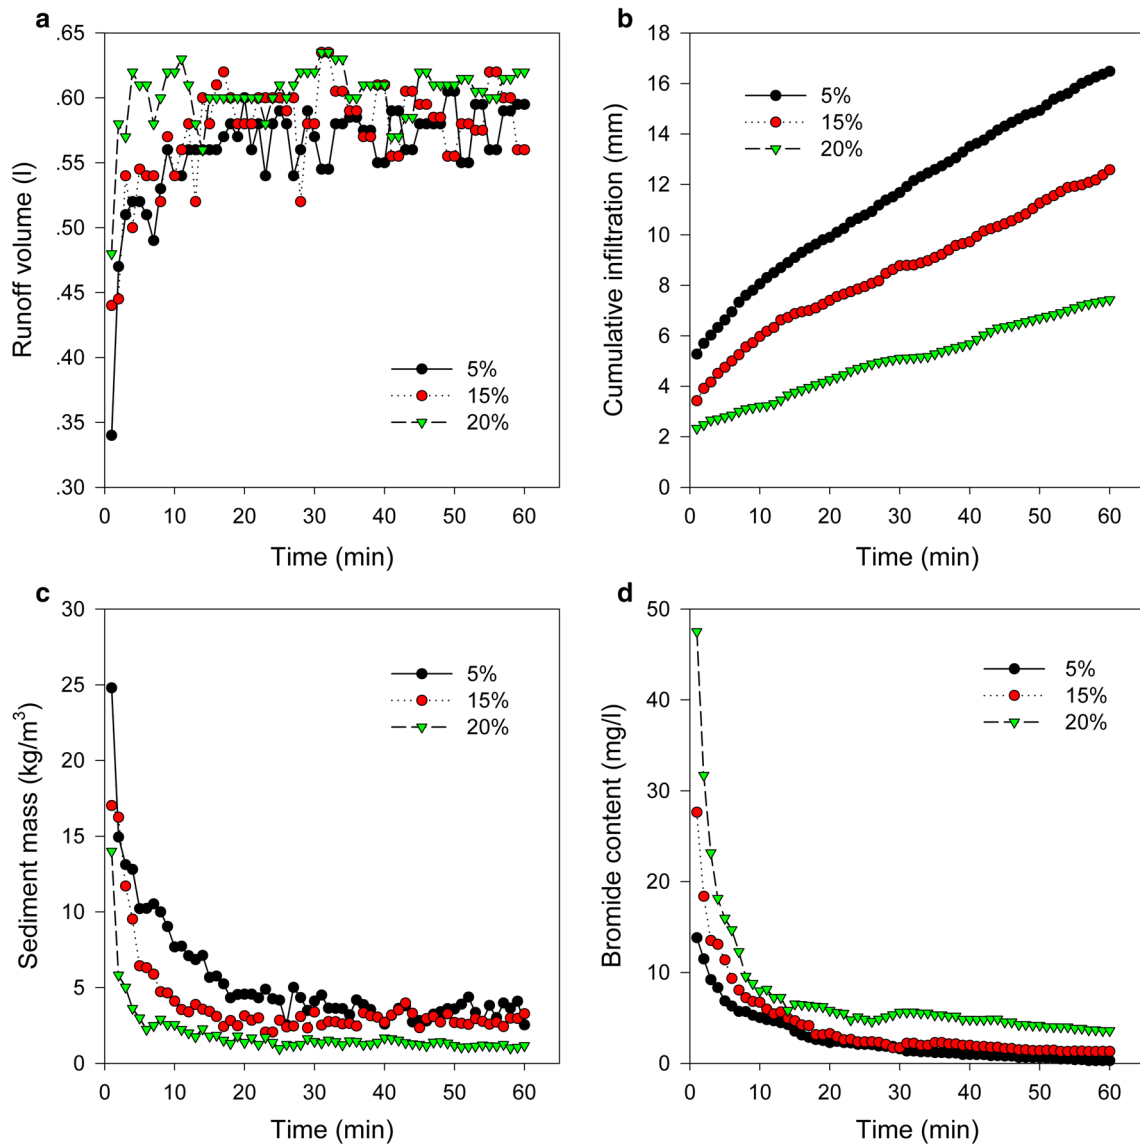 a
.65
.60
.55
.50
.45
.40
.35
.30
Runoff volume (l)
5%
15%
20%
0 10 20 30 40 50 60
Time (min)
b
18
16
14
12
10
8
6
4
2
0
Cumulative infiltration (mm)
5%
15%
20%
0 10 20 30 40 50 60
Time (min)
c
30
25
20
15
10
5
0
Sediment mass (kg/m³)
5%
15%
20%
0 10 20 30 40 50 60
Time (min)
d
50
40
30
20
10
0
Bromide content (mg/l)
5%
15%
20%
0 10 20 30 40 50 60
Time (min)